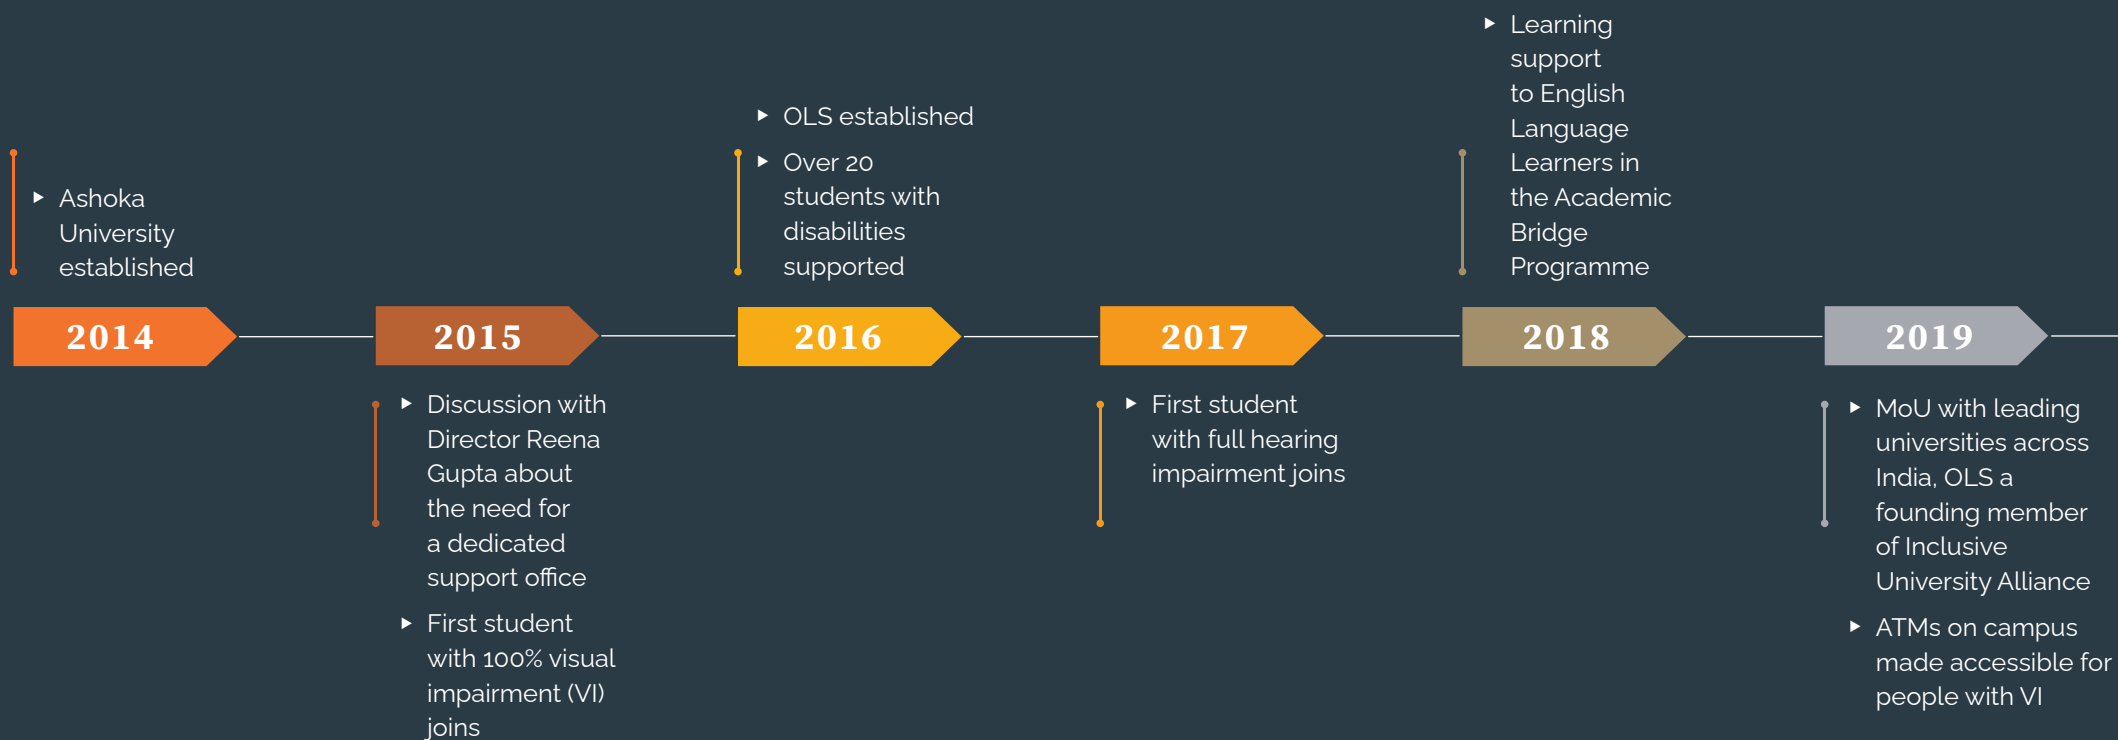 Ashoka
University
established
2014
2015
Discussion with
Director Reena
Gupta about
the need for
a dedicated
support office
First student
with 100% visual
impairment (VI)
joins
OLS established
Over 20
students with
disabilities
supported
2016
2017
First student
with full hearing
impairment joins
Learning
support
to English
Language
Learners in
the Academic
Bridge
Programme
2018
2019
MoU with leading
universities across
India, OLS a
founding member
of Inclusive
University Alliance
ATMs on campus
made accessible for
people with VI